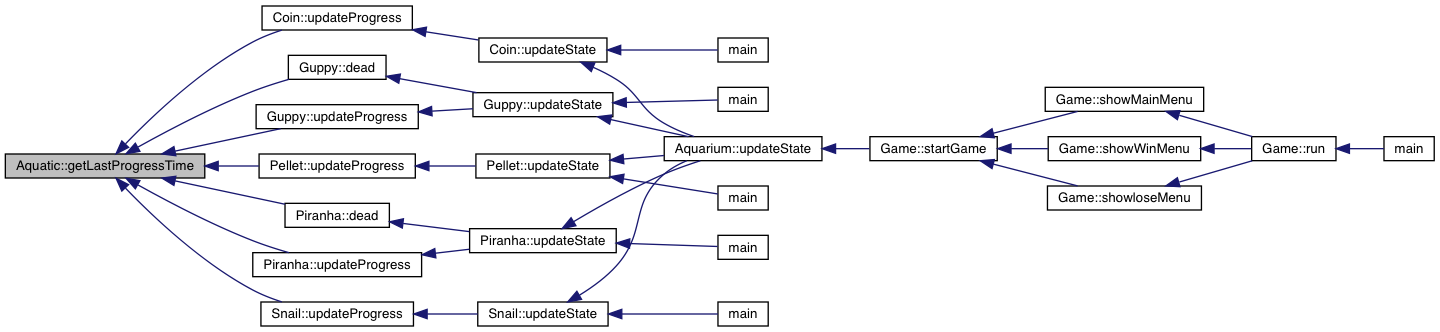 Coin::updateProgress
Coin::updateState
main
Guppy::dead
Guppy::updateState
main
Guppy::updateProgress
Aquatic::getLastProgressTime
Pellet::updateProgress
Pellet::updateState
main
Piranha::dead
Piranha::updateState
main
Piranha::updateProgress
Snail::updateProgress
Snail::updateState
main
Aquarium::updateState
Game::startGame
Game::showMainMenu
Game::showWinMenu
Game::showloseMenu
Game::run
main